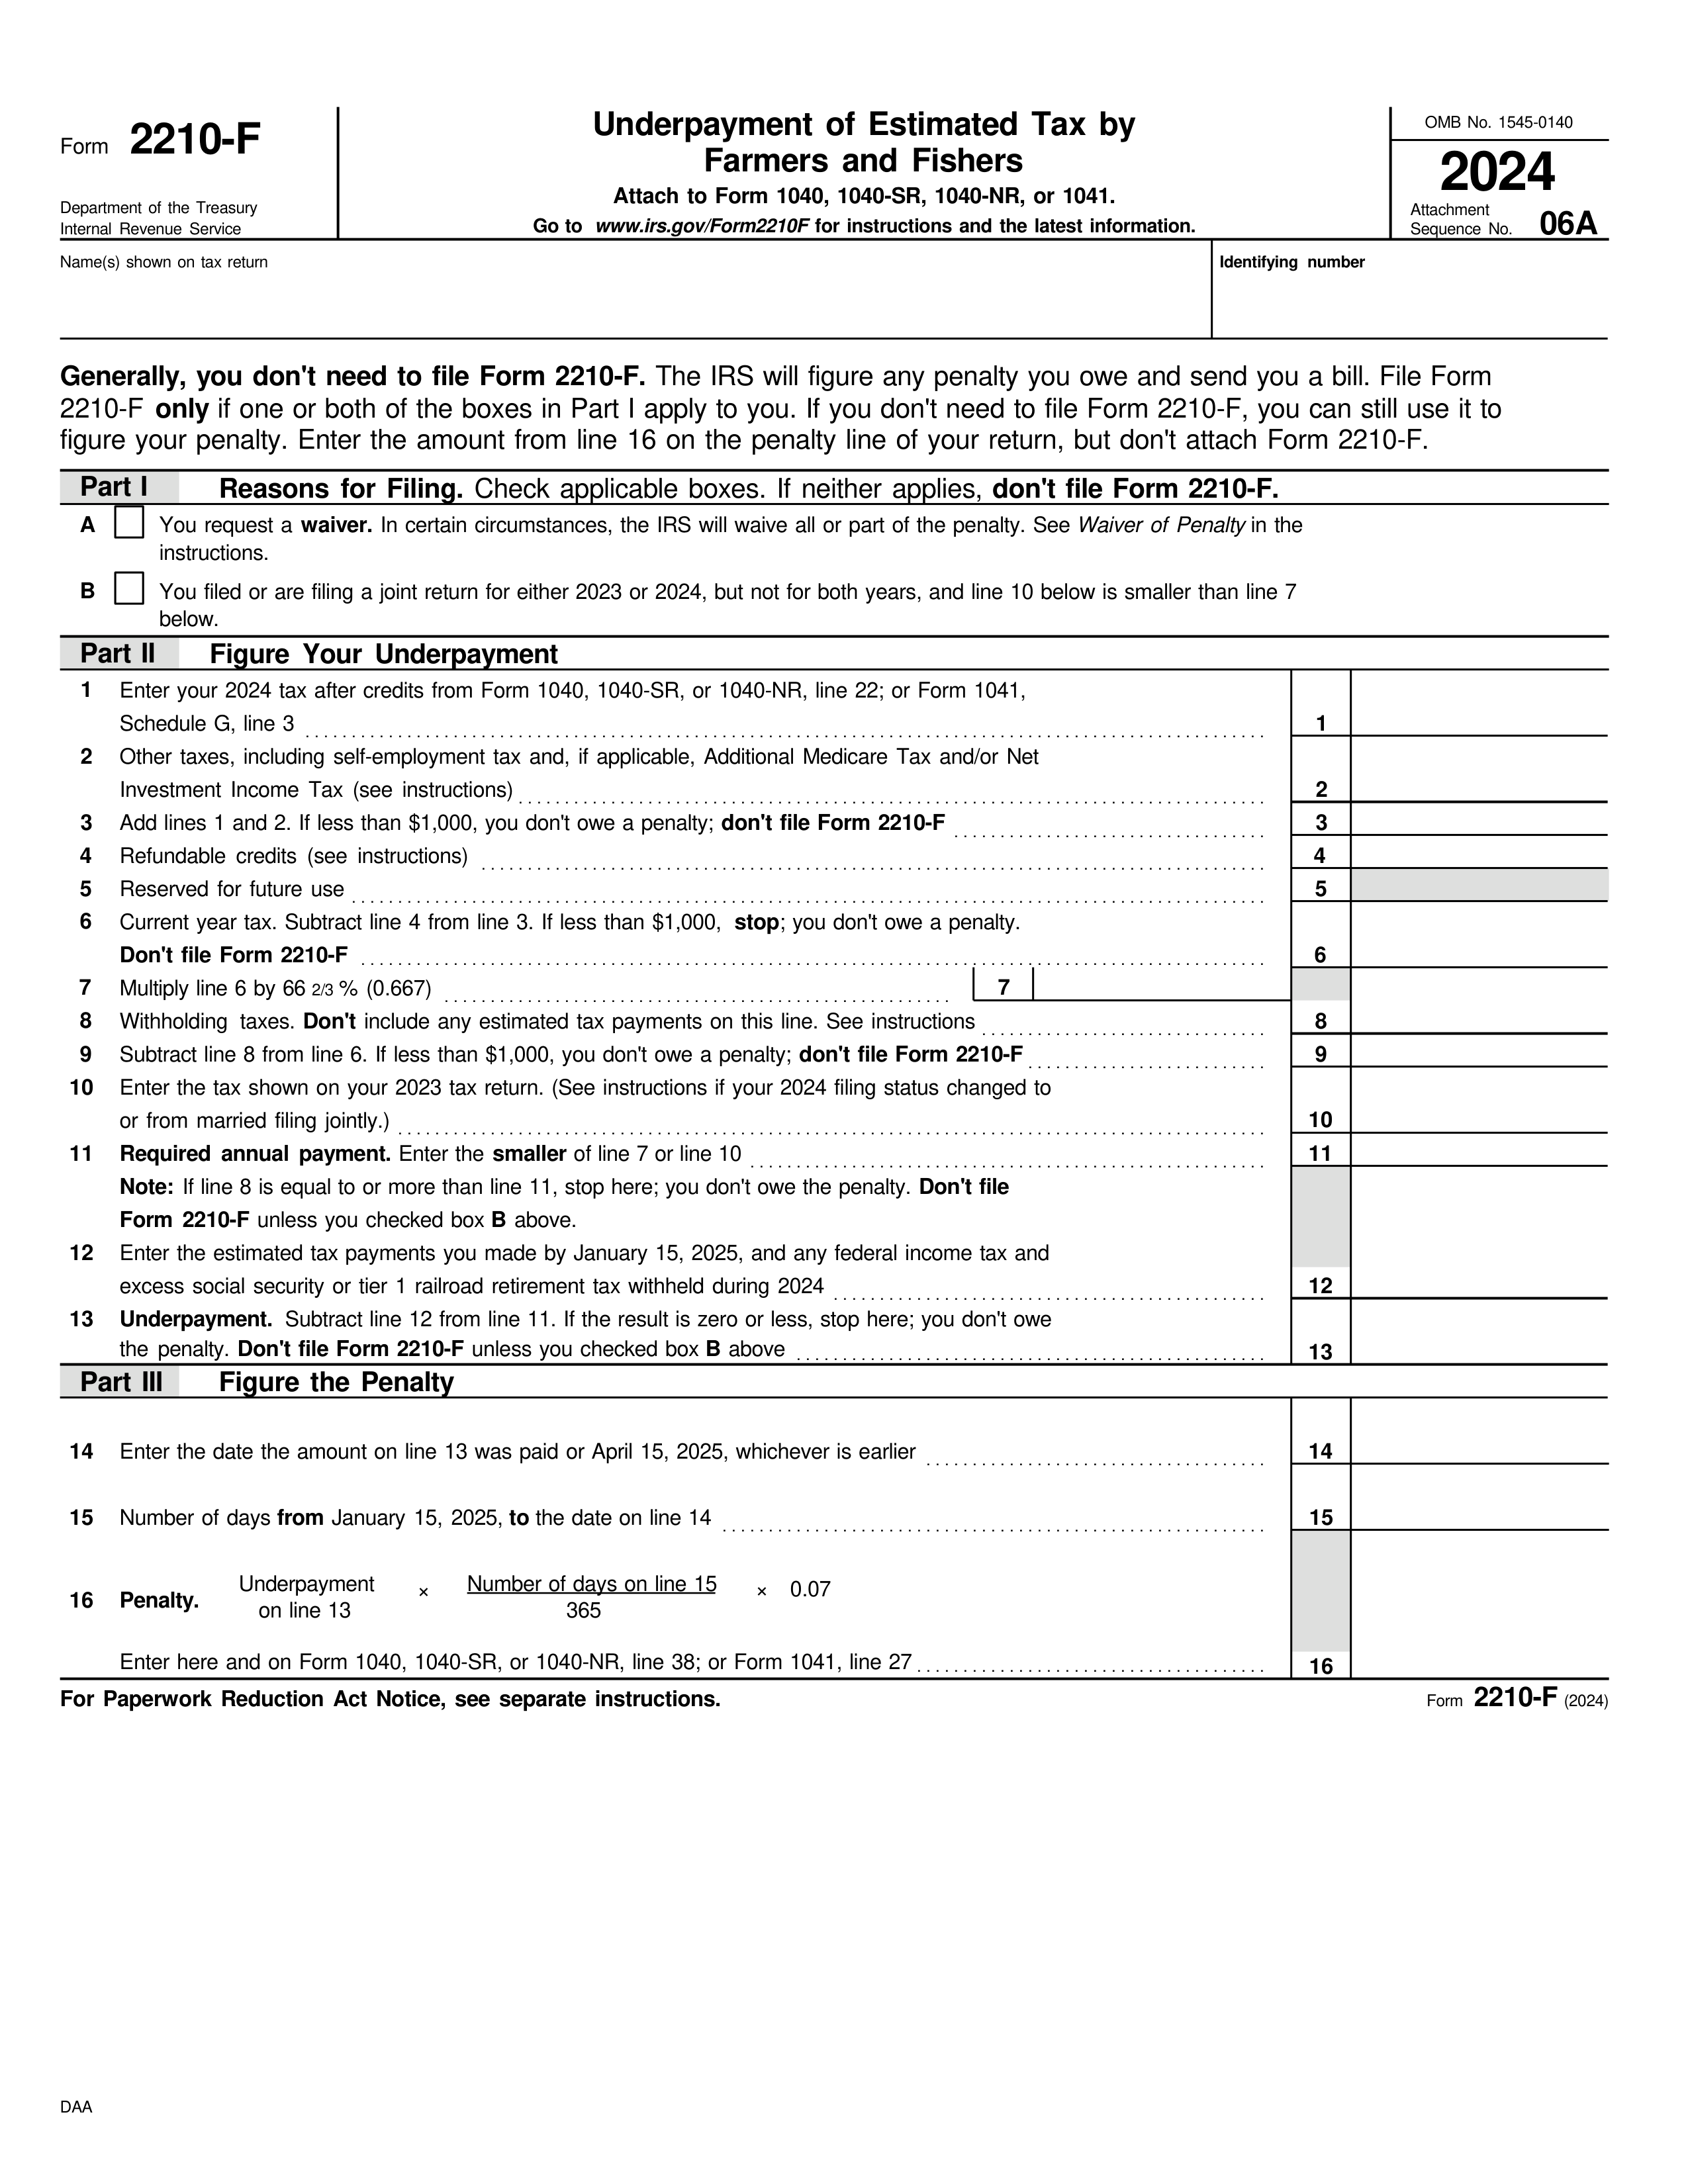 Form 2210-F
Department of the Treasury
Internal Revenue Service
Underpayment of Estimated Tax by
Farmers and Fishers
Attach to Form 1040, 1040-SR, 1040-NR, or 1041.
Go to www.irs.gov/Form2210F for instructions and the latest information.
OMB No. 1545-0140
2024
Attachment
Sequence No. 06A
Name(s) shown on tax return
Identifying number
Generally, you don't need to file Form 2210-F. The IRS will figure any penalty you owe and send you a bill. File Form
2210-F only if one or both of the boxes in Part I apply to you. If you don't need to file Form 2210-F, you can still use it to
figure your penalty. Enter the amount from line 16 on the penalty line of your return, but don't attach Form 2210-F.
Part I Reasons for Filing. Check applicable boxes. If neither applies, don't file Form 2210-F.
A You request a waiver. In certain circumstances, the IRS will waive all or part of the penalty. See Waiver of Penalty in the
instructions.
B You filed or are filing a joint return for either 2023 or 2024, but not for both years, and line 10 below is smaller than line 7
below.
Part II Figure Your Underpayment
1 Enter your 2024 tax after credits from Form 1040, 1040-SR, or 1040-NR, line 22; or Form 1041,
Schedule G, line 3 1
2 Other taxes, including self-employment tax and, if applicable, Additional Medicare Tax and/or Net
Investment Income Tax (see instructions) 2
3 Add lines 1 and 2. If less than $1,000, you don't owe a penalty; don't file Form 2210-F 3
4 Refundable credits (see instructions) 4
5 Reserved for future use 5
6 Current year tax. Subtract line 4 from line 3. If less than $1,000, stop; you don't owe a penalty.
Don't file Form 2210-F 6
7 Multiply line 6 by 66 2/3 % (0.667) 7
8 Withholding taxes. Don't include any estimated tax payments on this line. See instructions 8
9 Subtract line 8 from line 6. If less than $1,000, you don't owe a penalty; don't file Form 2210-F 9
10 Enter the tax shown on your 2023 tax return. (See instructions if your 2024 filing status changed to
or from married filing jointly.) 10
11 Required annual payment. Enter the smaller of line 7 or line 10 11
Note: If line 8 is equal to or more than line 11, stop here; you don't owe the penalty. Don't file
Form 2210-F unless you checked box B above.
12 Enter the estimated tax payments you made by January 15, 2025, and any federal income tax and
excess social security or tier 1 railroad retirement tax withheld during 2024 12
13 Underpayment. Subtract line 12 from line 11. If the result is zero or less, stop here; you don't owe
the penalty. Don't file Form 2210-F unless you checked box B above 13
Part III Figure the Penalty
14 Enter the date the amount on line 13 was paid or April 15, 2025, whichever is earlier 14
15 Number of days from January 15, 2025, to the date on line 14 15
16 Penalty. Underpayment × Number of days on line 15 × 0.07
on line 13 365
Enter here and on Form 1040, 1040-SR, or 1040-NR, line 38; or Form 1041, line 27 16
For Paperwork Reduction Act Notice, see separate instructions.
Form 2210-F (2024)
DAA